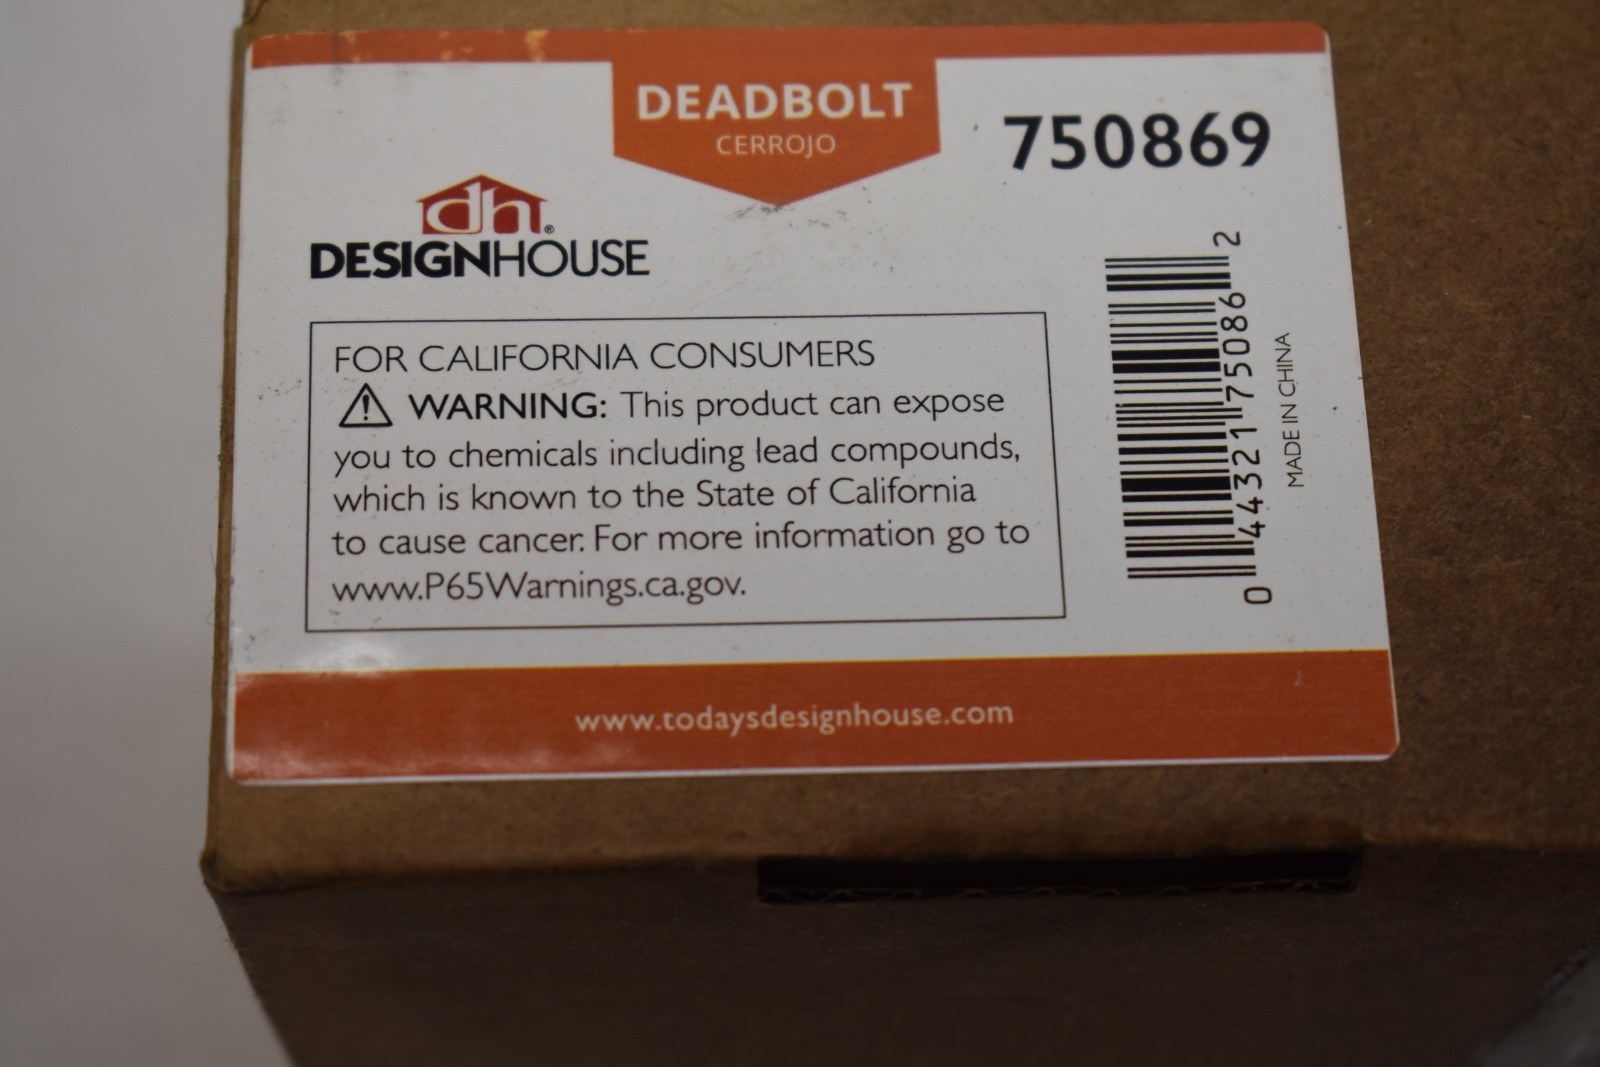 DEADBOLT
CERROJO
750869
dh®
DESIGNHOUSE
FOR CALIFORNIA CONSUMERS
⚠ WARNING: This product can expose
you to chemicals including lead compounds,
which is known to the State of California
to cause cancer. For more information go to
www.P65Warnings.ca.gov.
0 44321 75086 2
MADE IN CHINA
www.todaysdesignhouse.com